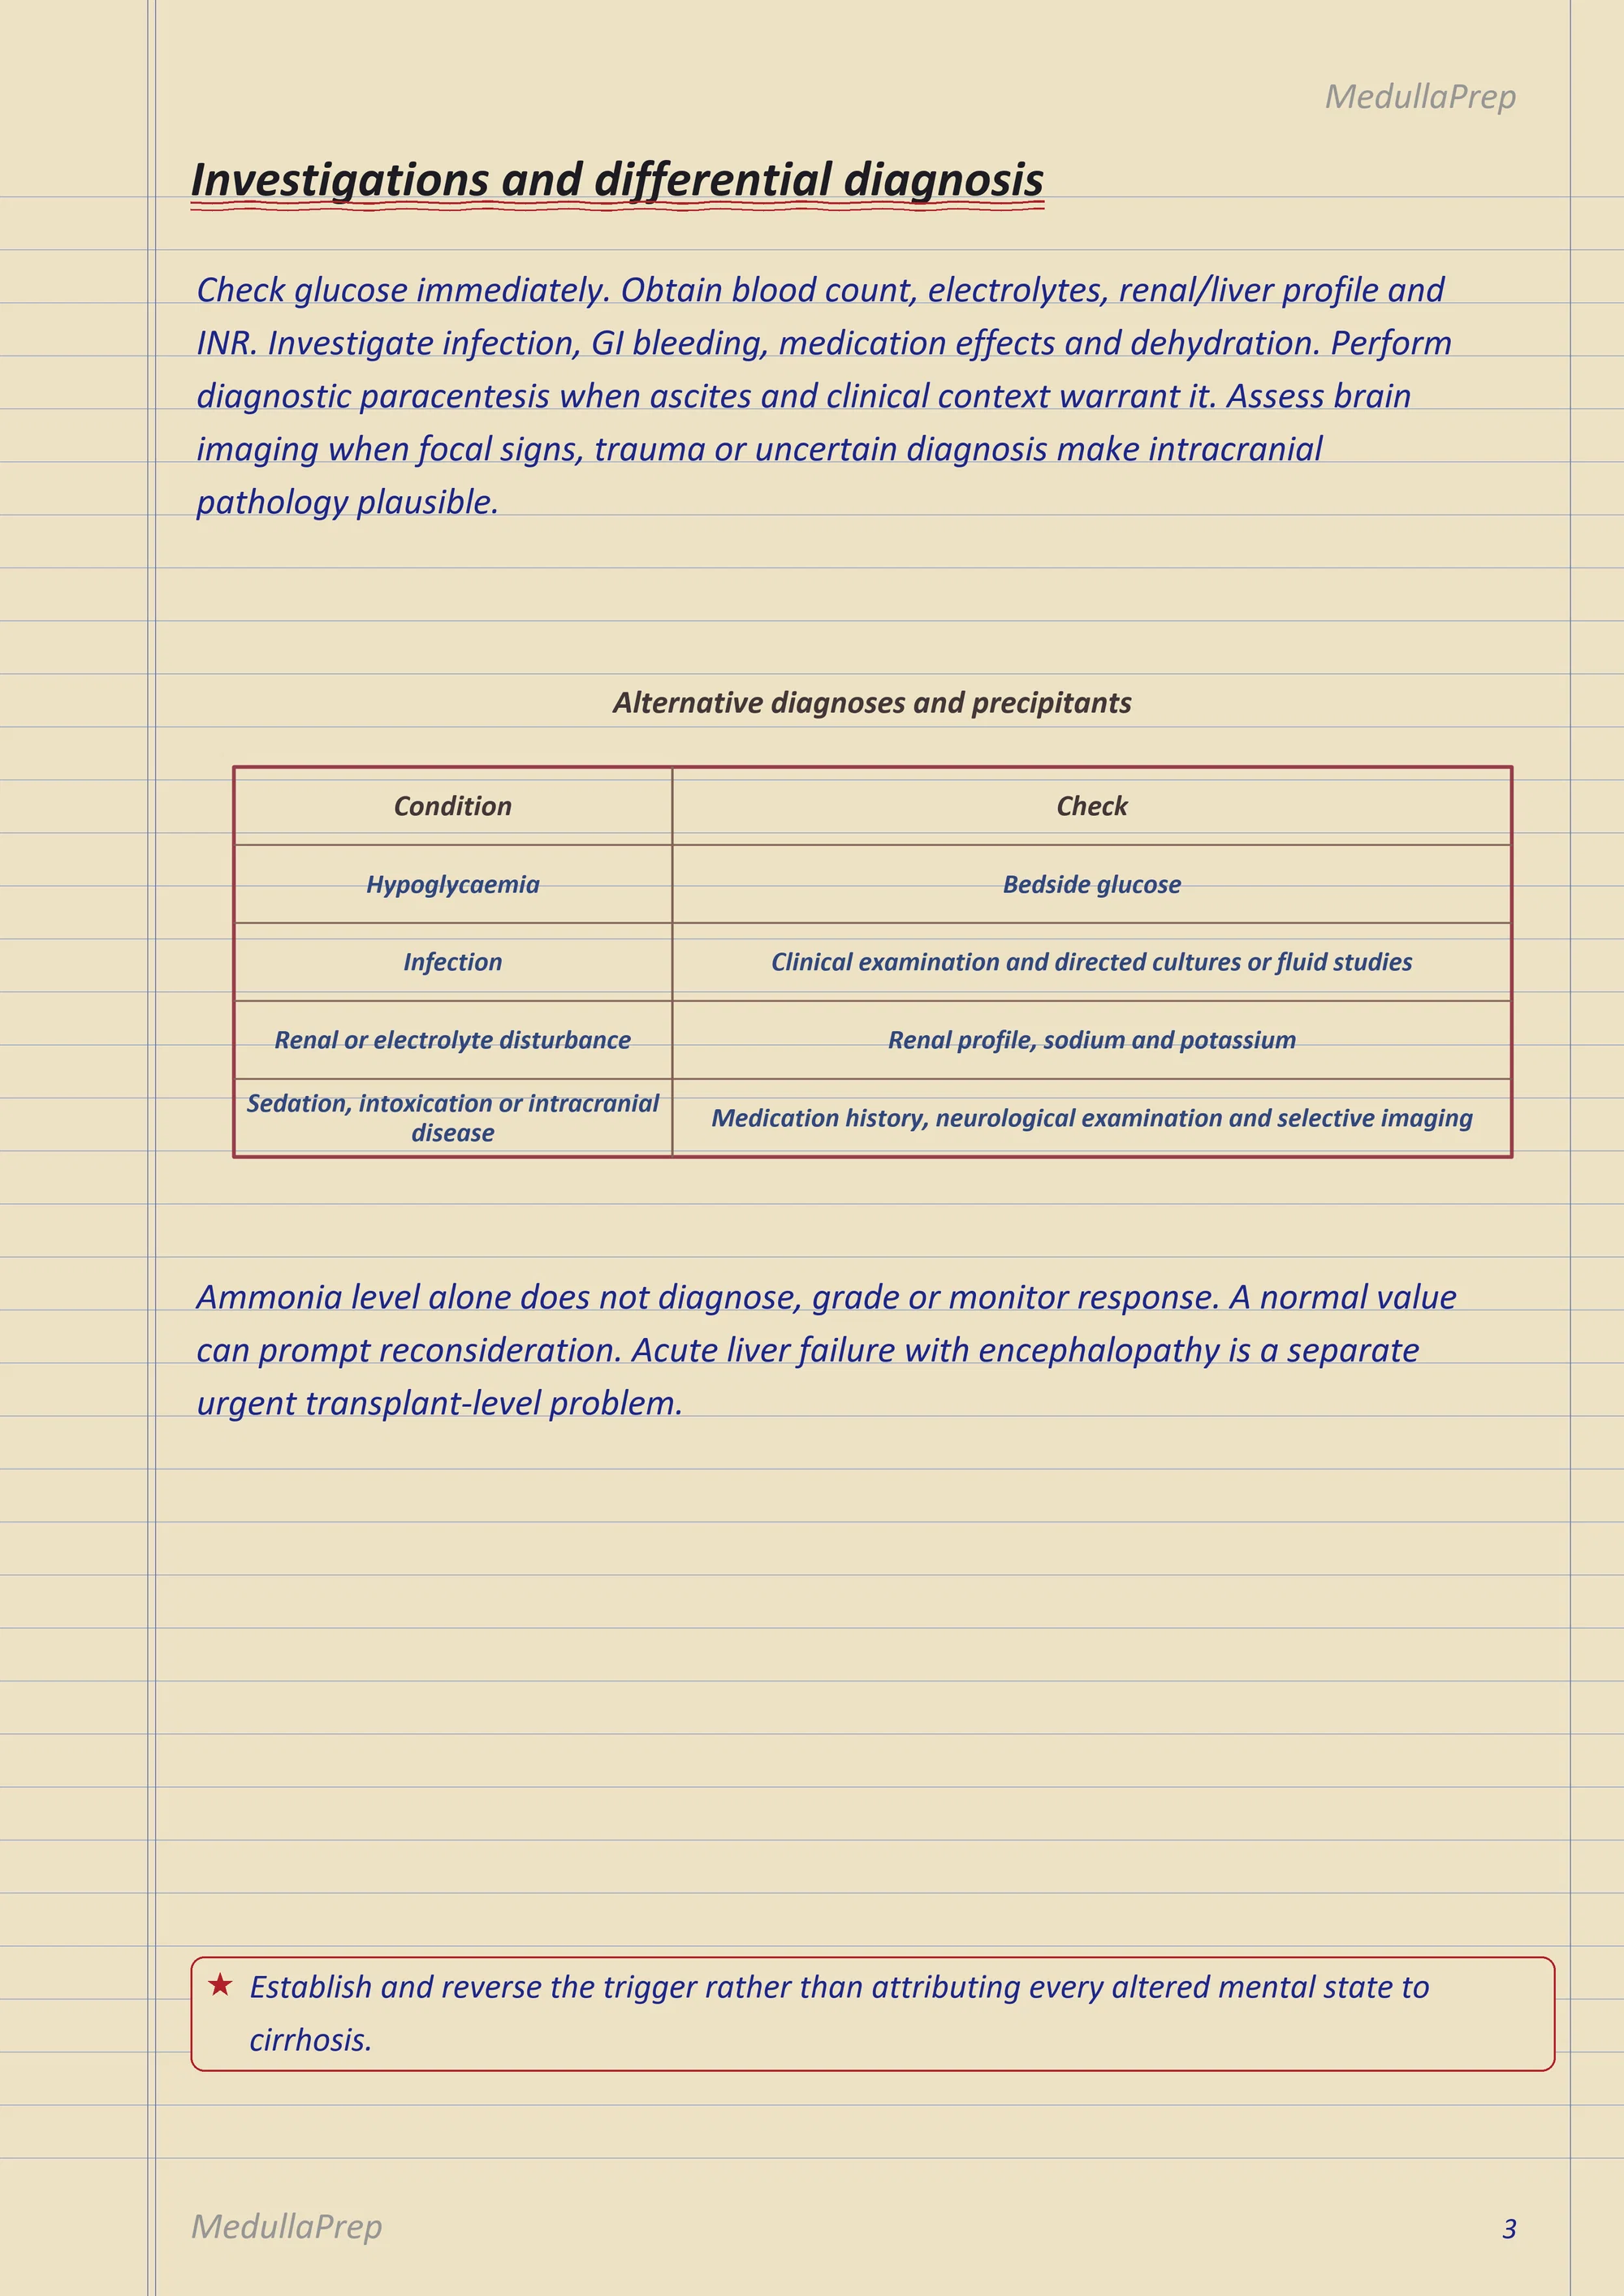 MedullaPrep
Investigations and differential diagnosis
Check glucose immediately. Obtain blood count, electrolytes, renal/liver profile and
INR. Investigate infection, GI bleeding, medication effects and dehydration. Perform
diagnostic paracentesis when ascites and clinical context warrant it. Assess brain
imaging when focal signs, trauma or uncertain diagnosis make intracranial
pathology plausible.
Alternative diagnoses and precipitants
Condition Check
Hypoglycaemia Bedside glucose
Infection Clinical examination and directed cultures or fluid studies
Renal or electrolyte disturbance Renal profile, sodium and potassium
Sedation, intoxication or intracranial
disease Medication history, neurological examination and selective imaging
Ammonia level alone does not diagnose, grade or monitor response. A normal value
can prompt reconsideration. Acute liver failure with encephalopathy is a separate
urgent transplant-level problem.
★ Establish and reverse the trigger rather than attributing every altered mental state to
cirrhosis.
MedullaPrep 3